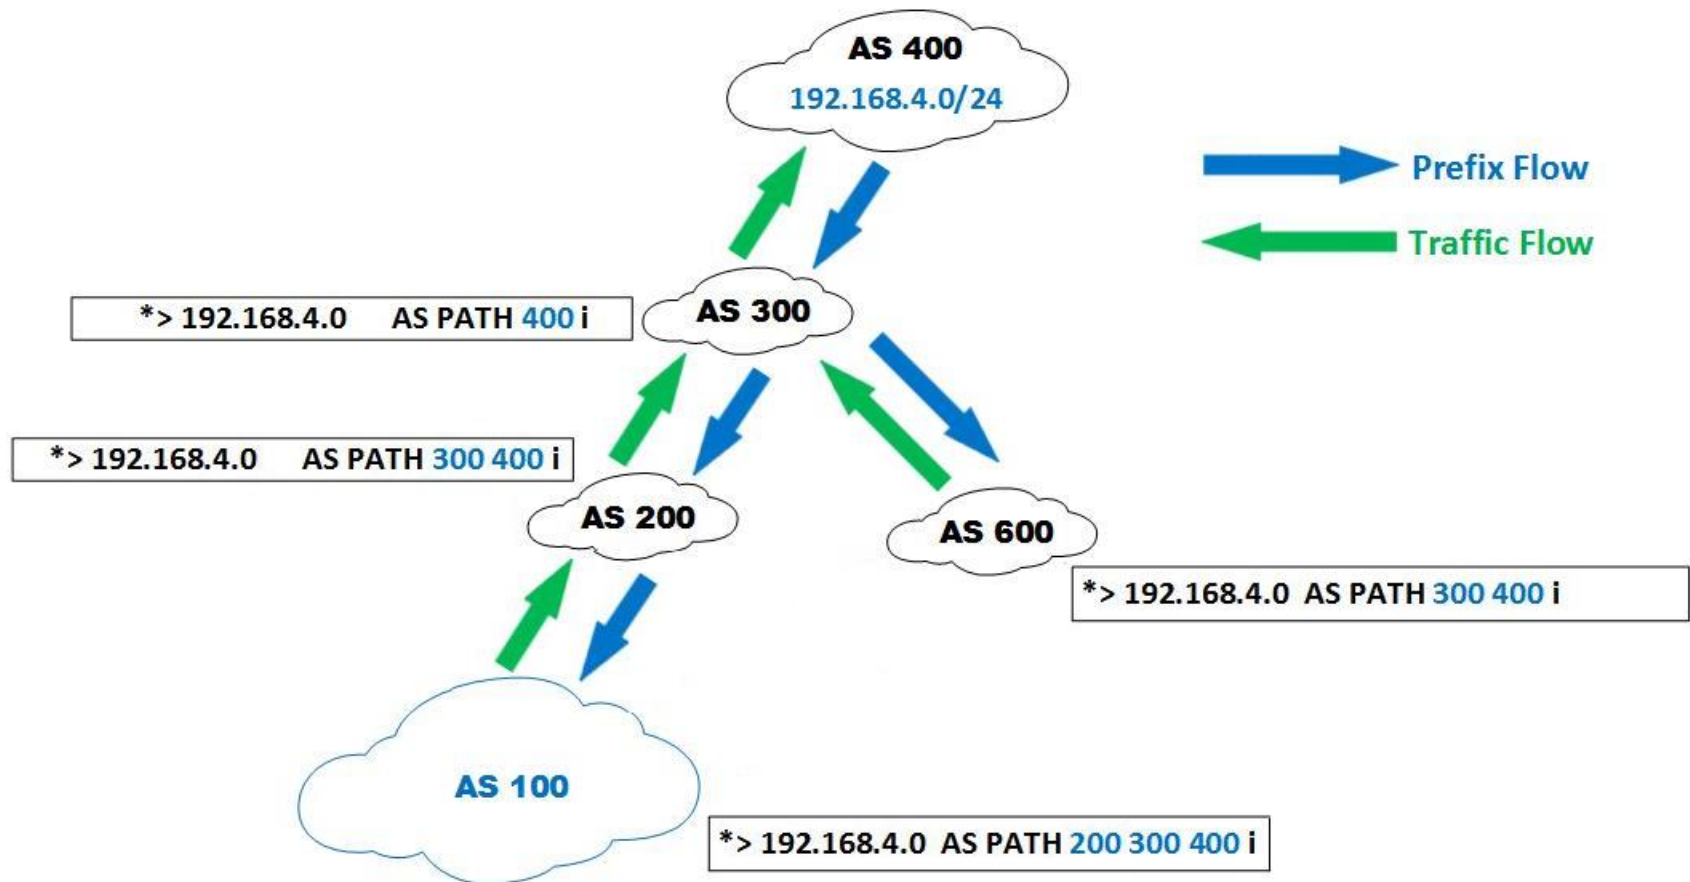 AS 400
192.168.4.0/24
Prefix Flow
Traffic Flow
AS 300
*> 192.168.4.0 AS PATH 400 i
*> 192.168.4.0 AS PATH 300 400 i
AS 200
AS 600
*> 192.168.4.0 AS PATH 300 400 i
AS 100
*> 192.168.4.0 AS PATH 200 300 400 i